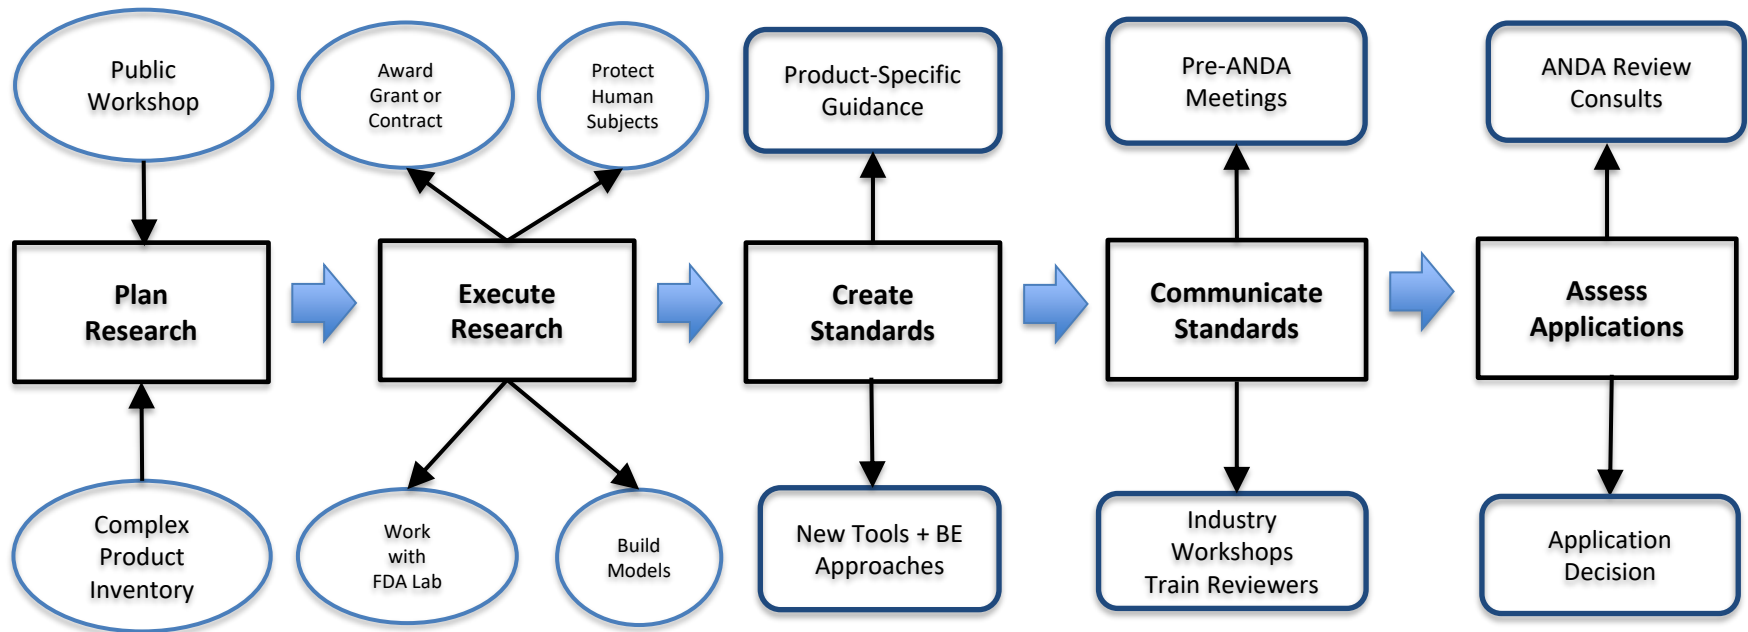 Public
Workshop
Award
Grant or
Contract
Protect
Human
Subjects
Product-Specific
Guidance
Pre-ANDA
Meetings
ANDA Review
Consults
Plan
Research
Execute
Research
Create
Standards
Communicate
Standards
Assess
Applications
Complex
Product
Inventory
Work
with
FDA Lab
Build
Models
New Tools + BE
Approaches
Industry
Workshops
Train Reviewers
Application
Decision